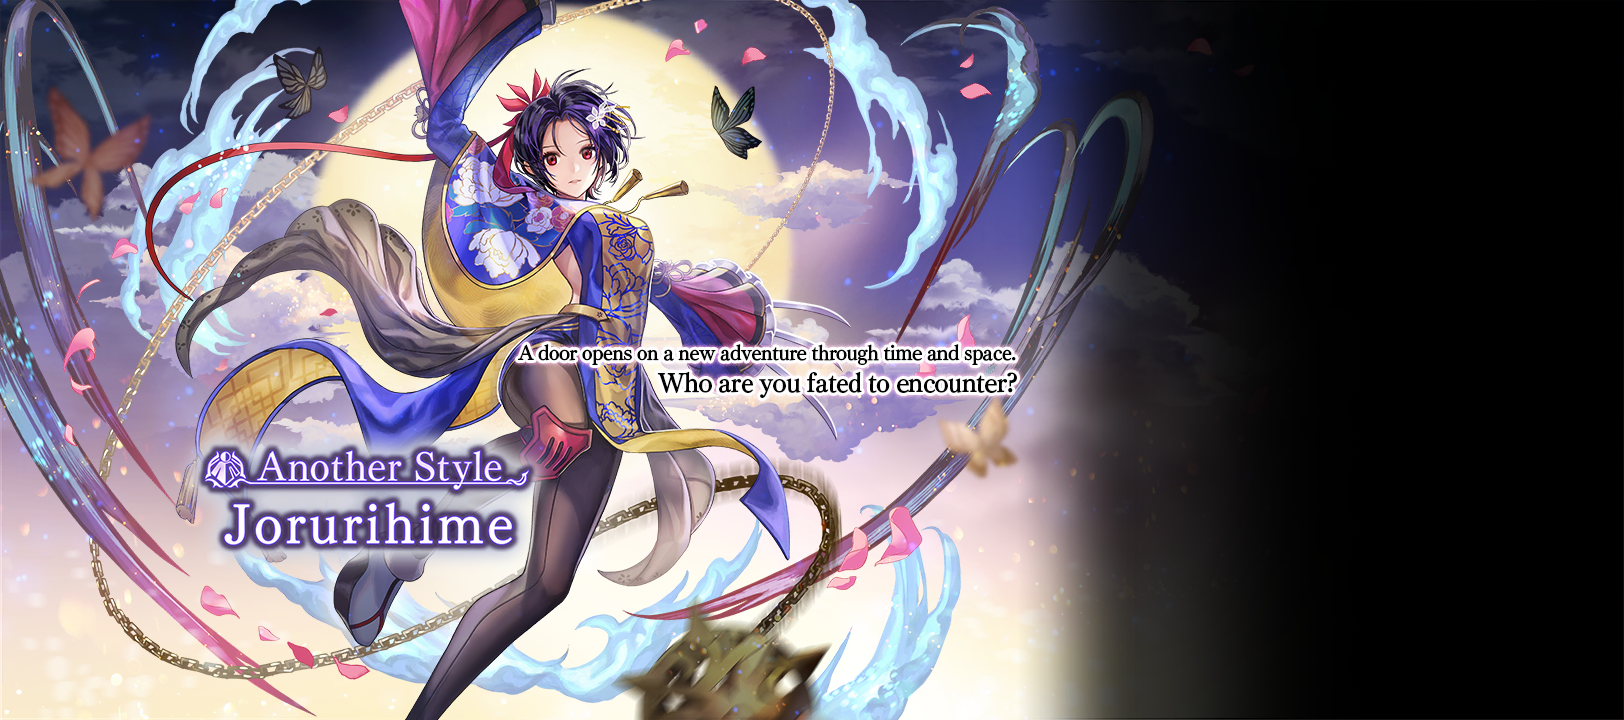 A door opens on a new adventure through time and space.
Who are you fated to encounter?
Another Style
Jorurihime